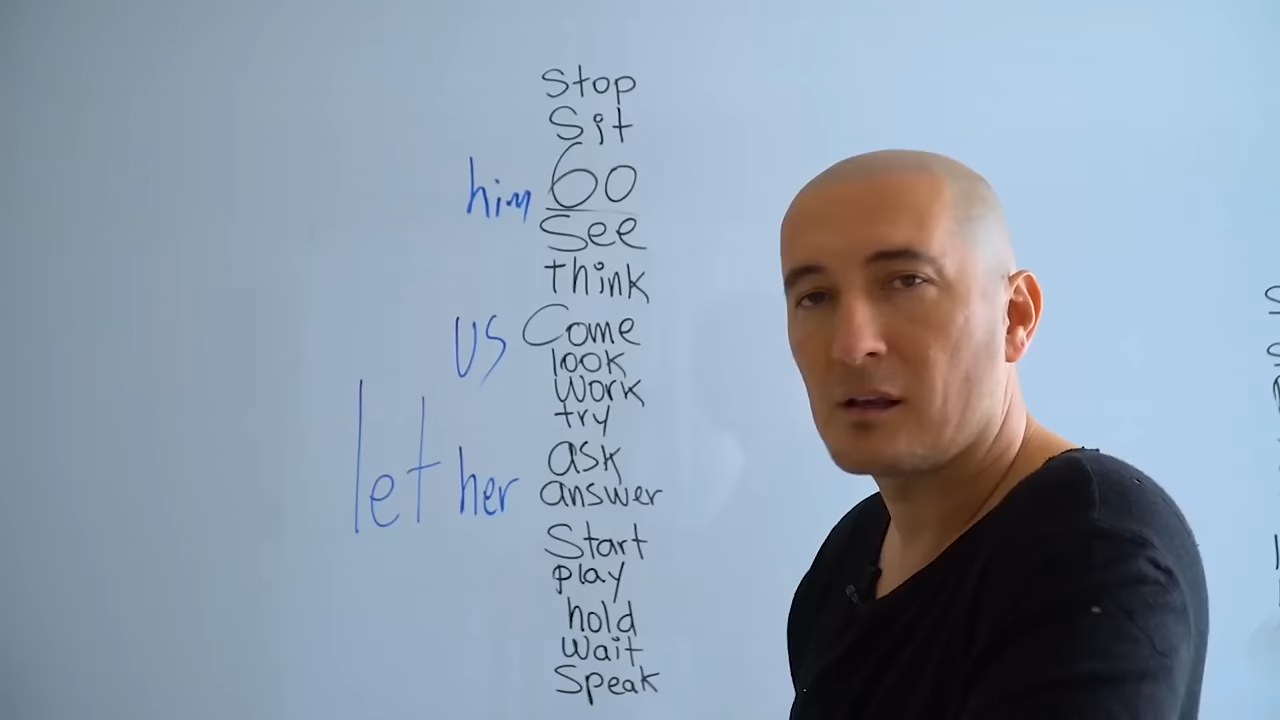 Stop
Sit
him Go
See
think
us Come
look
work
try
ask
let her answer
Start
play
hold
wait
Speak